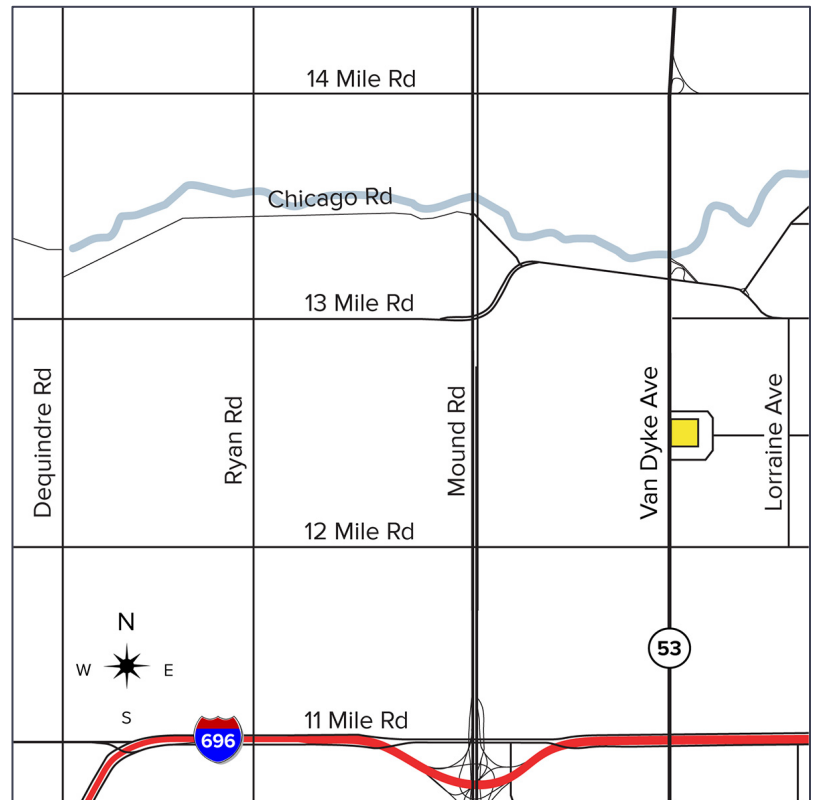 14 Mile Rd
Chicago Rd
13 Mile Rd
Dequindre Rd
Ryan Rd
Mound Rd
Van Dyke Ave
Lorraine Ave
12 Mile Rd
N
W E
S
53
11 Mile Rd
696